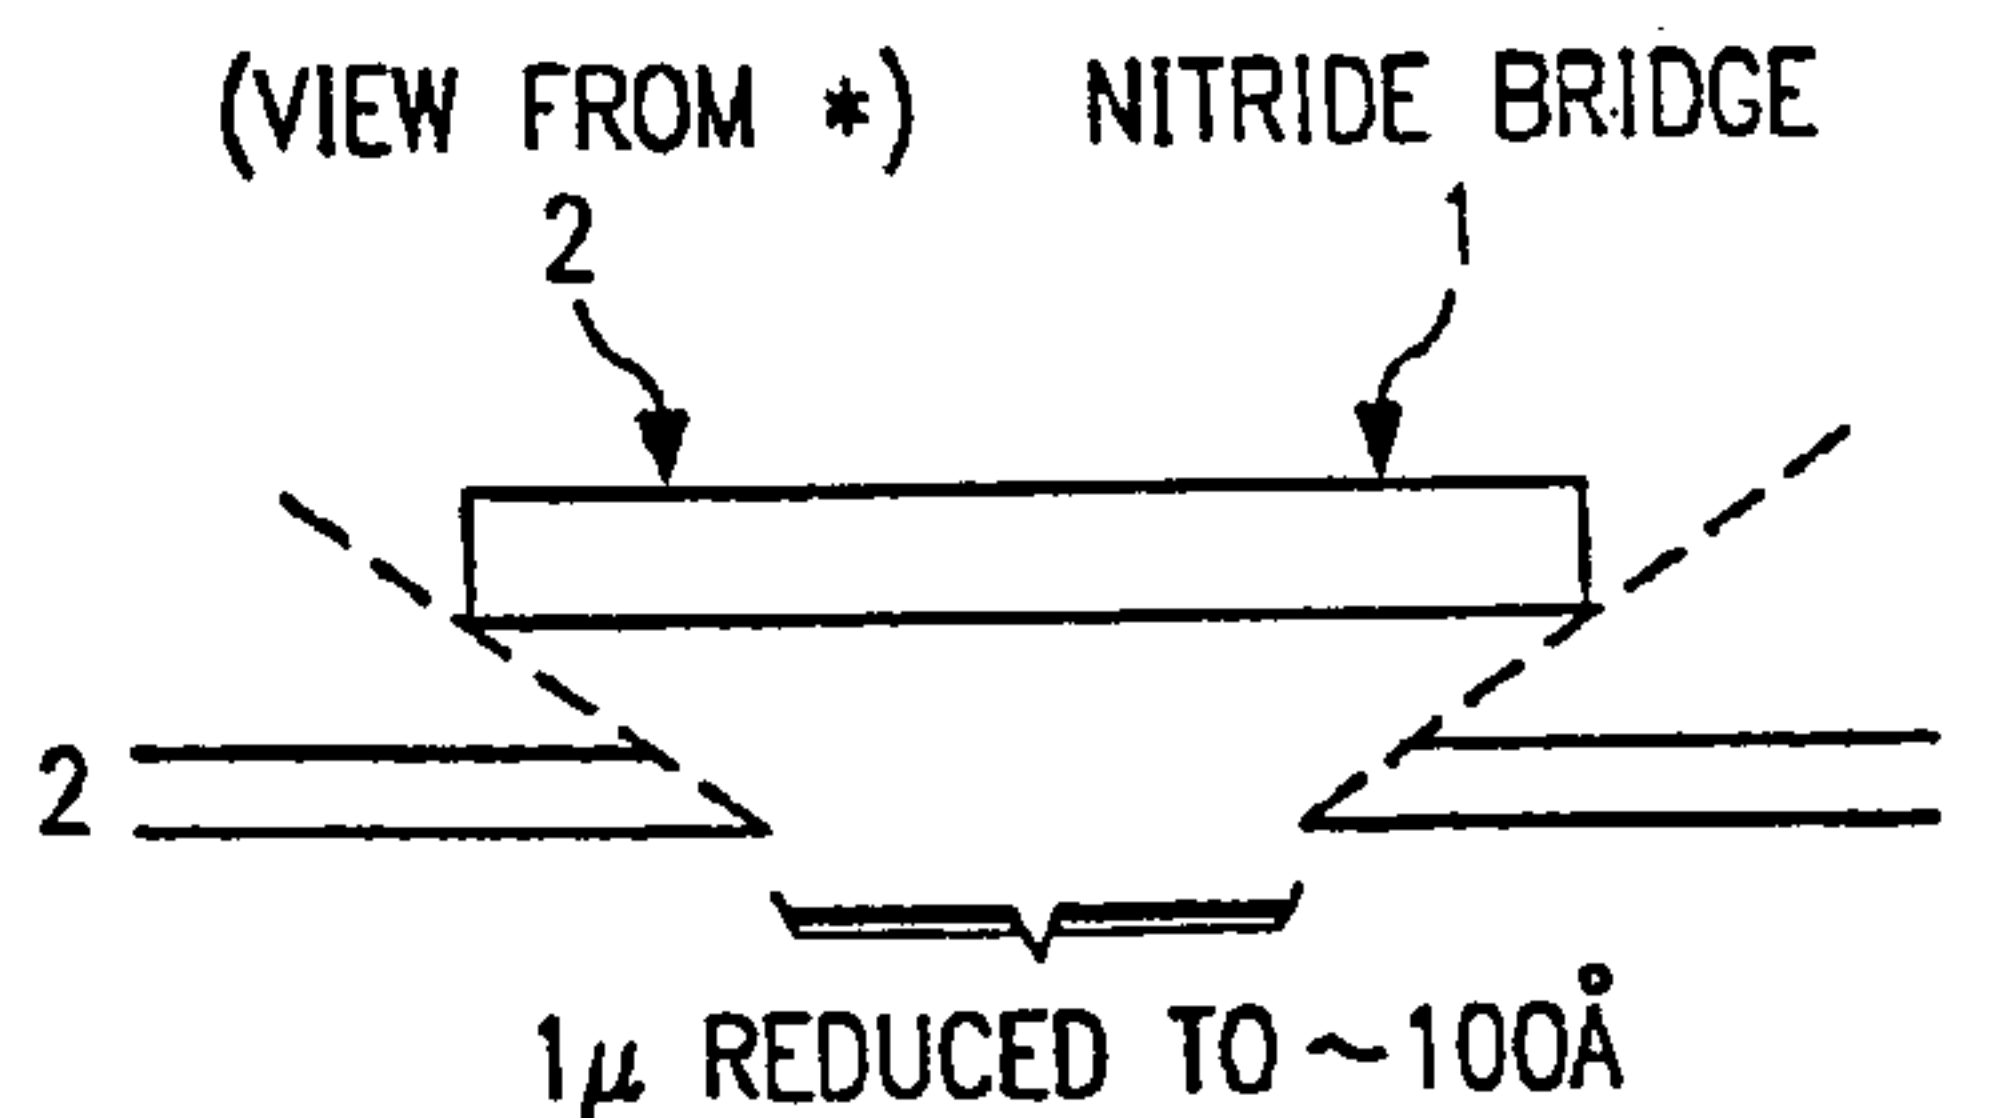 (VIEW FROM *) NITRIDE BRIDGE
2 1
2
1μ REDUCED TO ~100Å